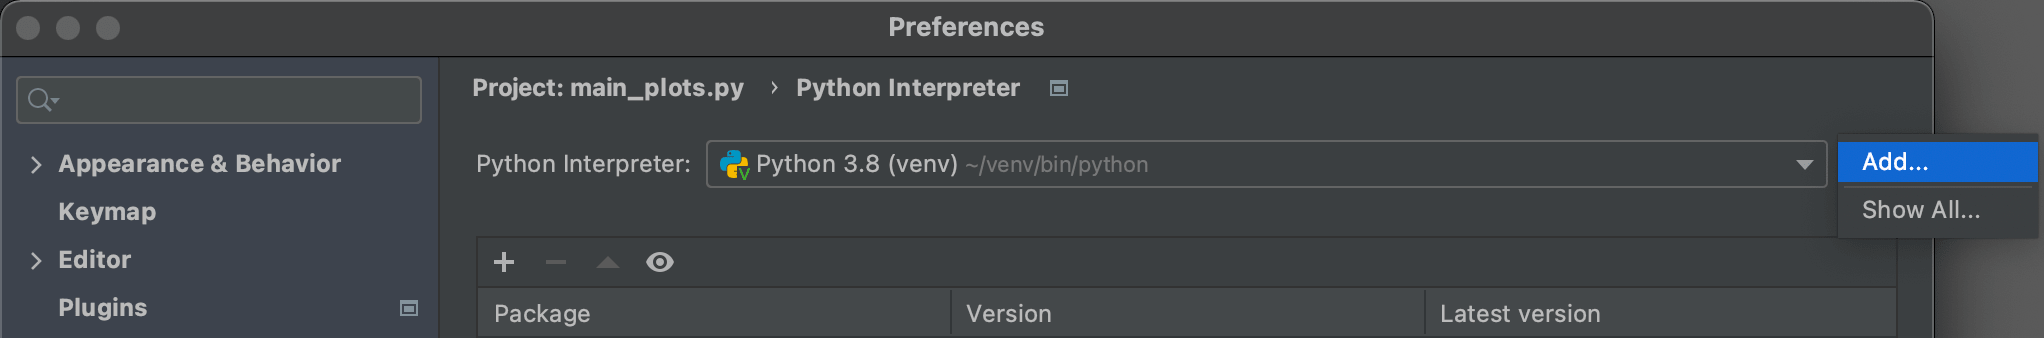 Preferences
Project: main_plots.py › Python Interpreter
Python Interpreter: Python 3.8 (venv) ~/venv/bin/python
Add...
Show All...
Appearance & Behavior
Keymap
Editor
Plugins
Package Version Latest version